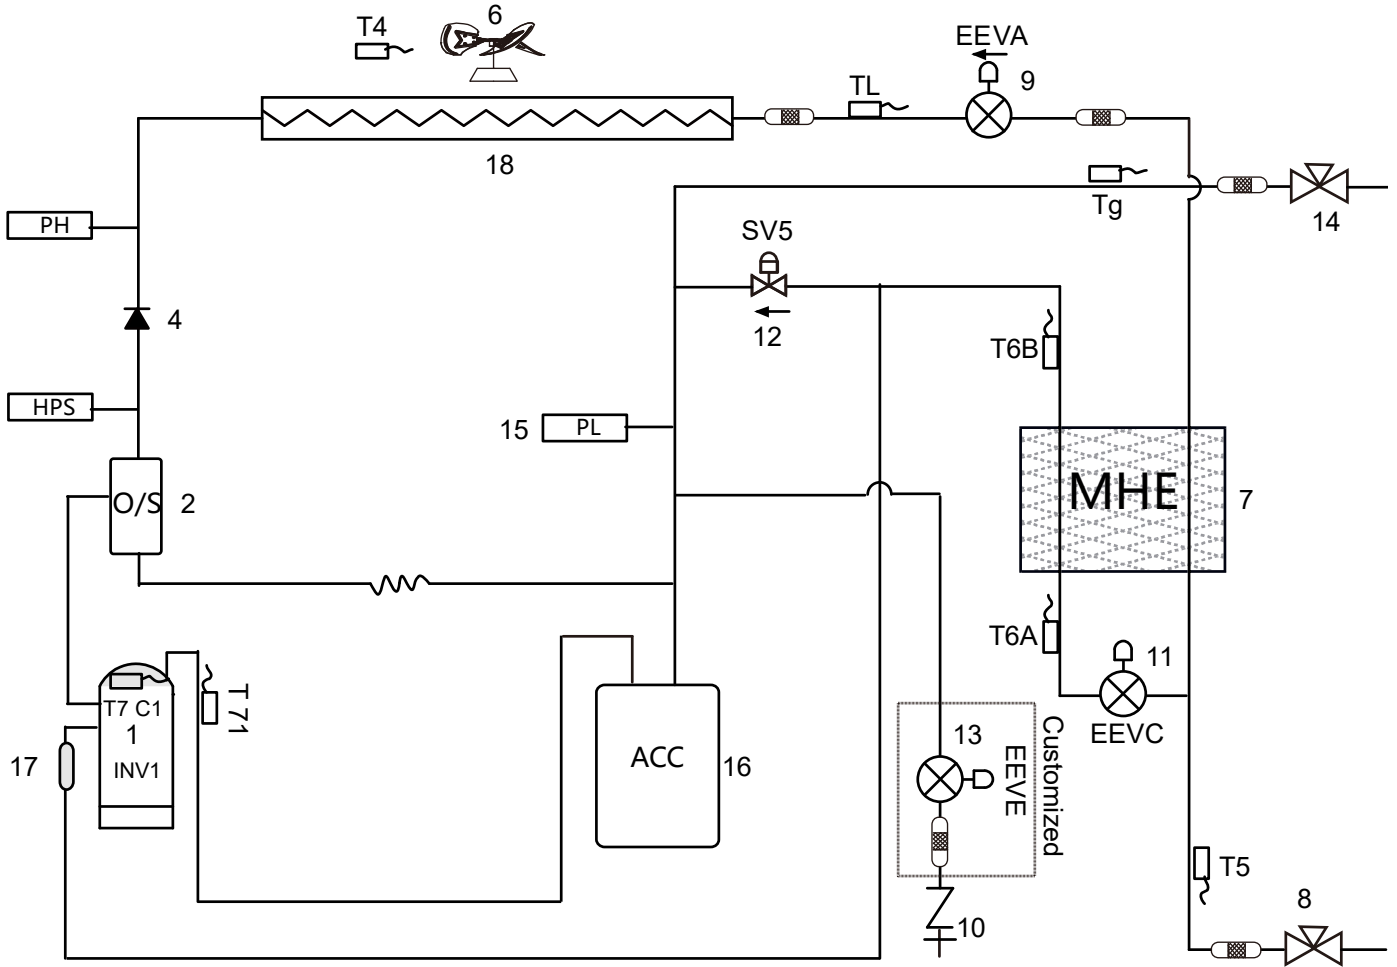 6
T4
EEVA
9
TL
18
Tg
14
PH
SV5
12
4
T6B
HPS
15
PL
O/S
2
MHE
7
T6A
11
EEVC
T7 C1
1
INV1
T 71
17
ACC
16
13
EEVE
Customized
T5
8
10